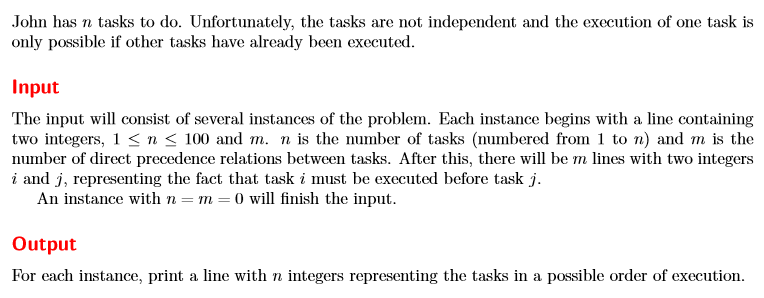 John has n tasks to do. Unfortunately, the tasks are not independent and the execution of one task is
only possible if other tasks have already been executed.
Input
The input will consist of several instances of the problem. Each instance begins with a line containing
two integers, 1 ≤ n ≤ 100 and m. n is the number of tasks (numbered from 1 to n) and m is the
number of direct precedence relations between tasks. After this, there will be m lines with two integers
i and j, representing the fact that task i must be executed before task j.
An instance with n = m = 0 will finish the input.
Output
For each instance, print a line with n integers representing the tasks in a possible order of execution.